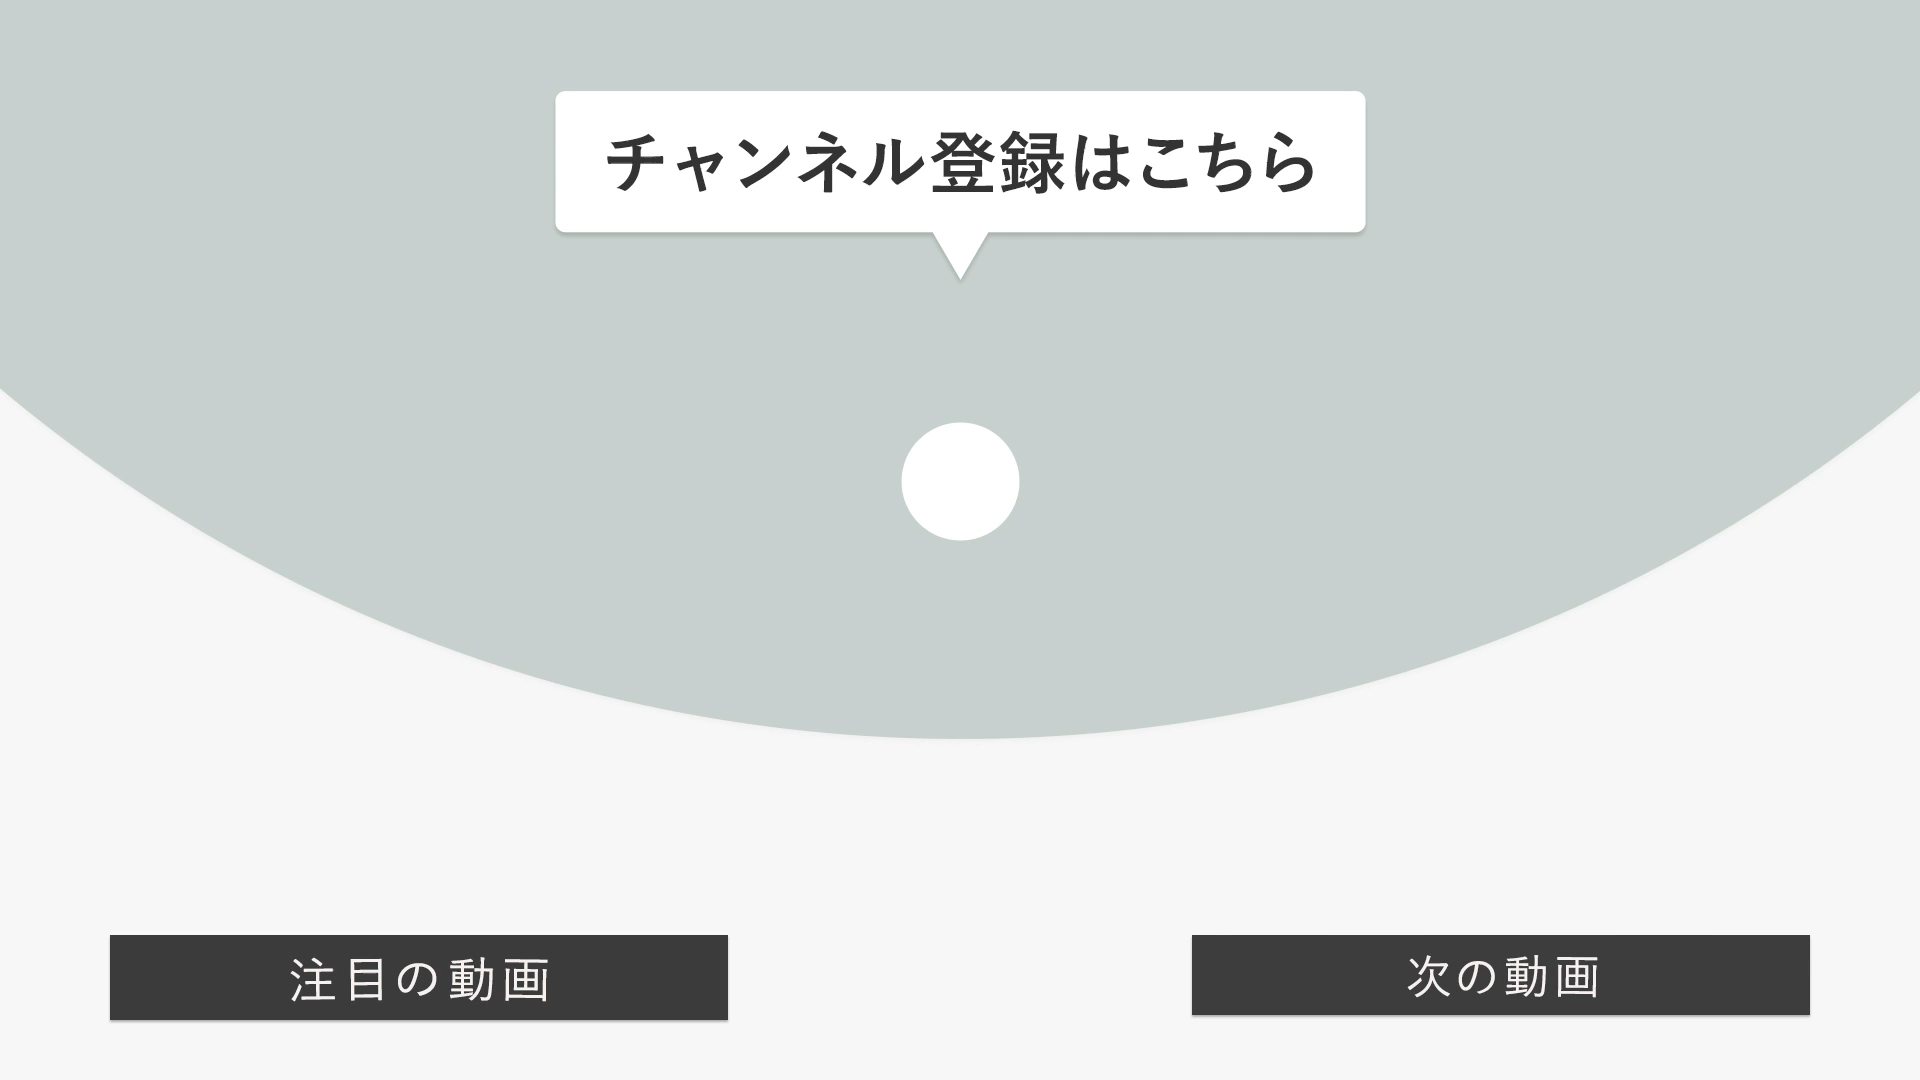 チャンネル登録はこちら
注目の動画
次の動画